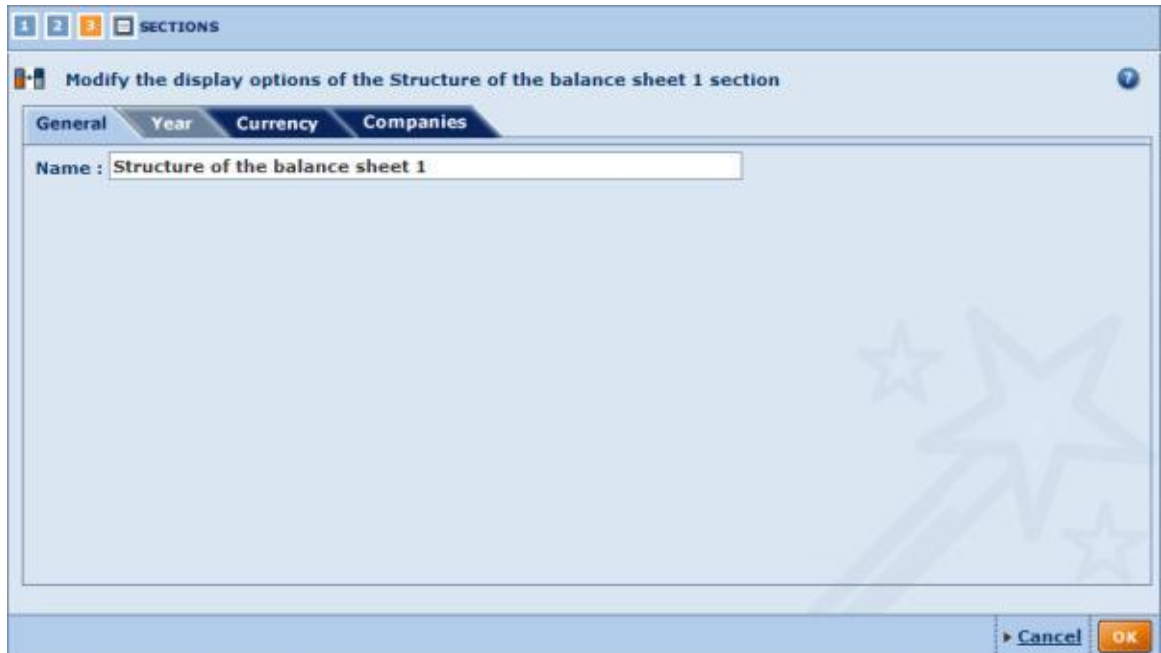 1 2 3 SECTIONS
Modify the display options of the Structure of the balance sheet 1 section ?
General Year Currency Companies
Name : Structure of the balance sheet 1
Cancel OK